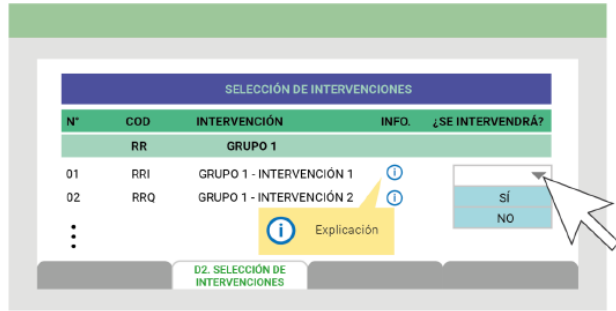 SELECCIÓN DE INTERVENCIONES
N° COD INTERVENCIÓN INFO. ¿SE INTERVENDRÁ?
RR GRUPO 1
01 RRI GRUPO 1 - INTERVENCIÓN 1 i
02 RRQ GRUPO 1 - INTERVENCIÓN 2 i SÍ
i Explicación NO
D2. SELECCIÓN DE
INTERVENCIONES